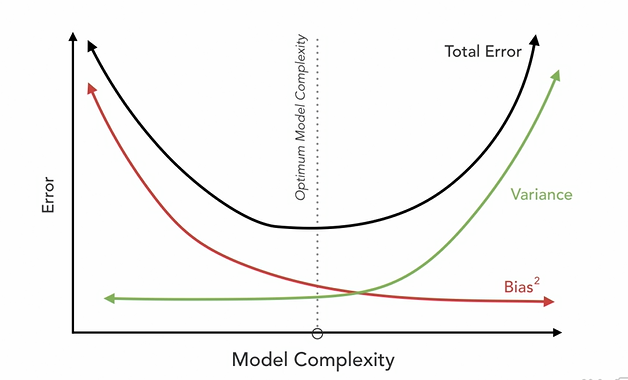 Optimum Model Complexity
Total Error
Error
Variance
Bias²
Model Complexity